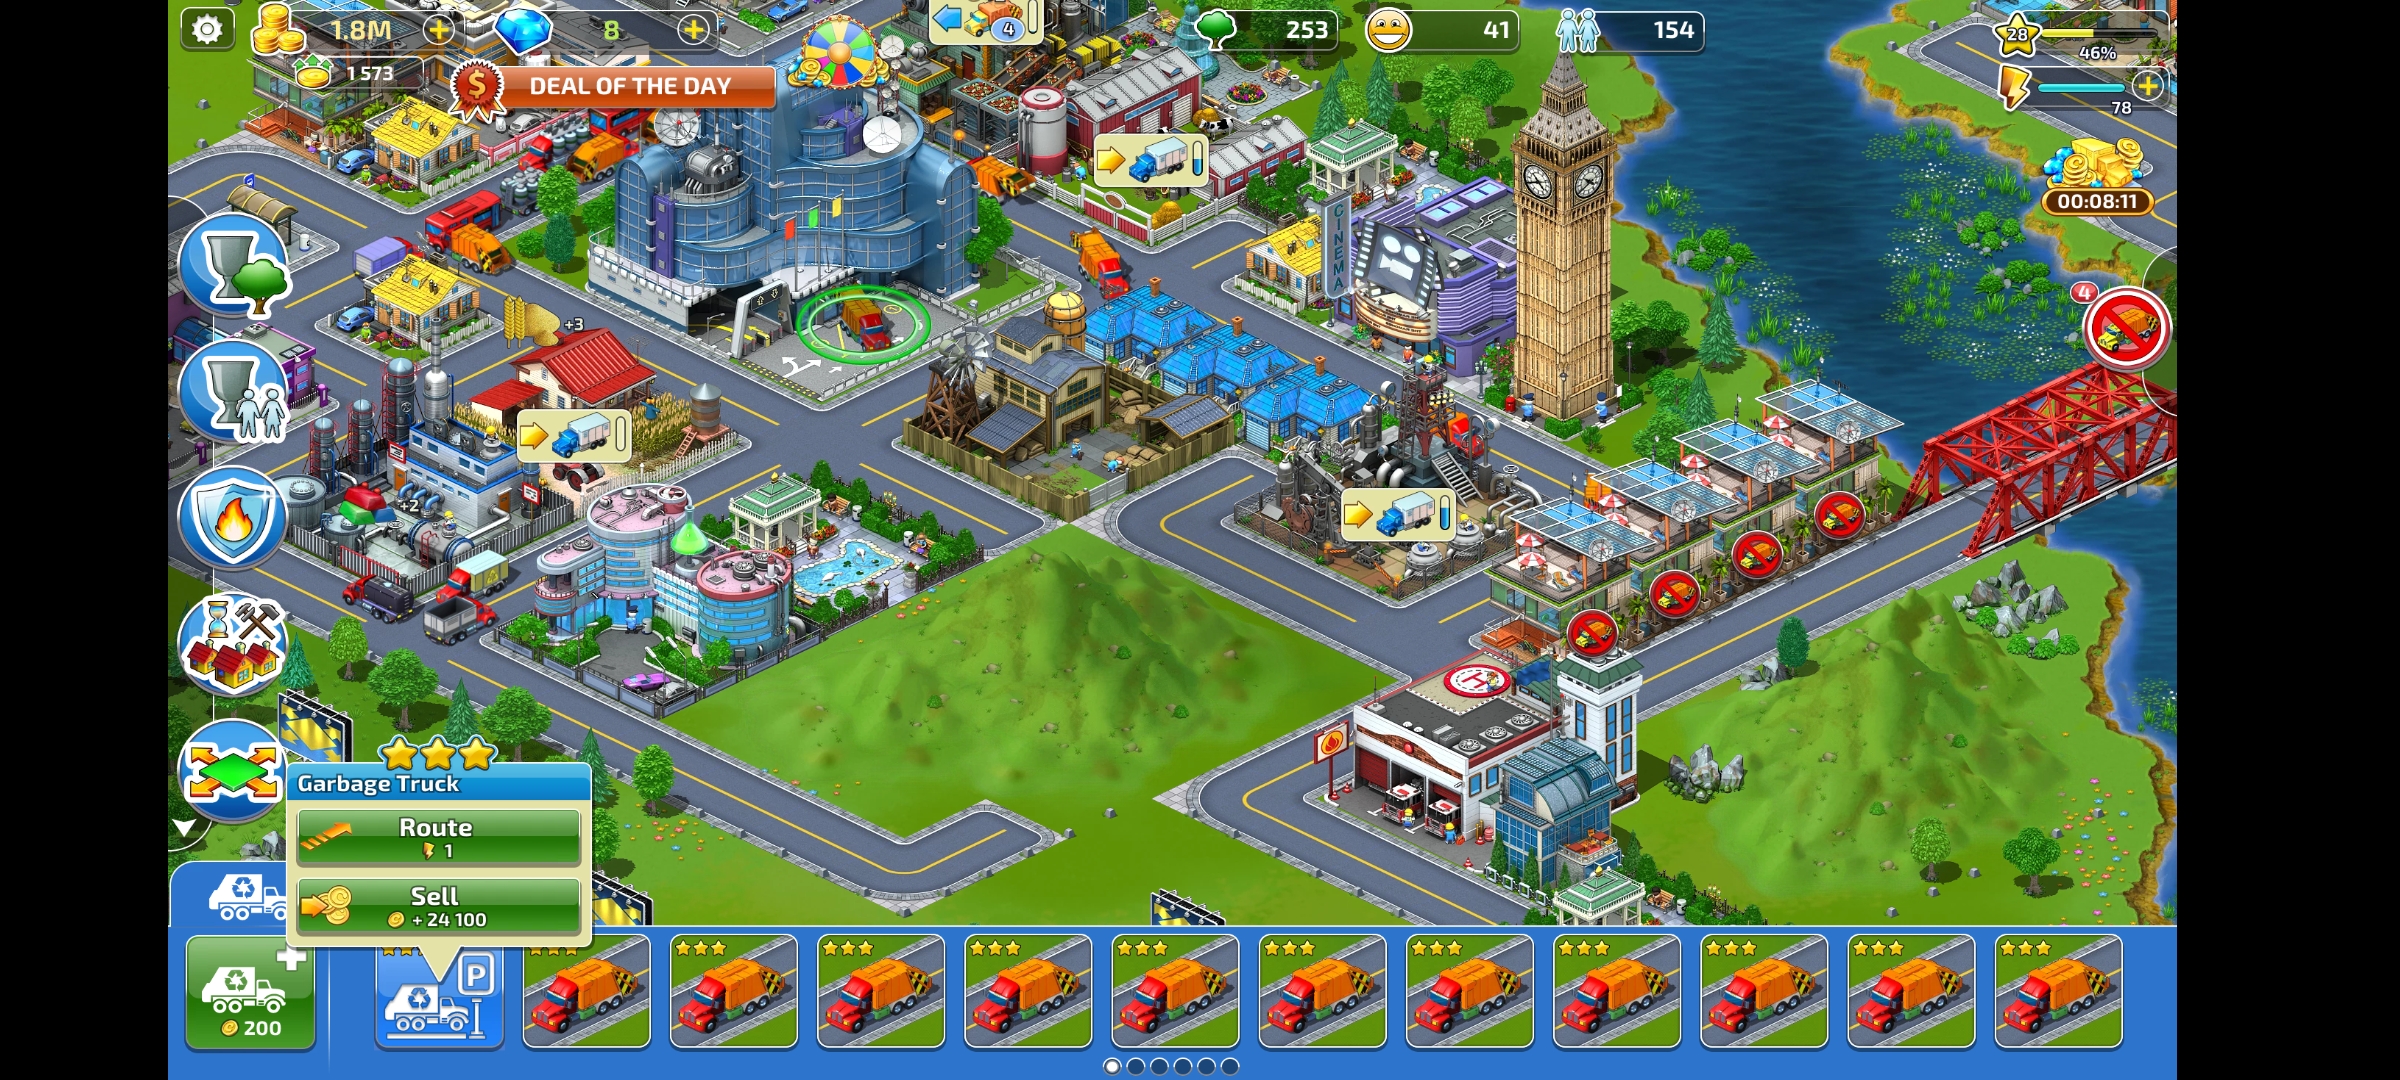 1.8M
8
4
253
41
154
28
46%
1 573
DEAL OF THE DAY
78
00:08:11
CINEMA
4
+3
+2
H
Garbage Truck
Route
1
Sell
+ 24 100
P
200